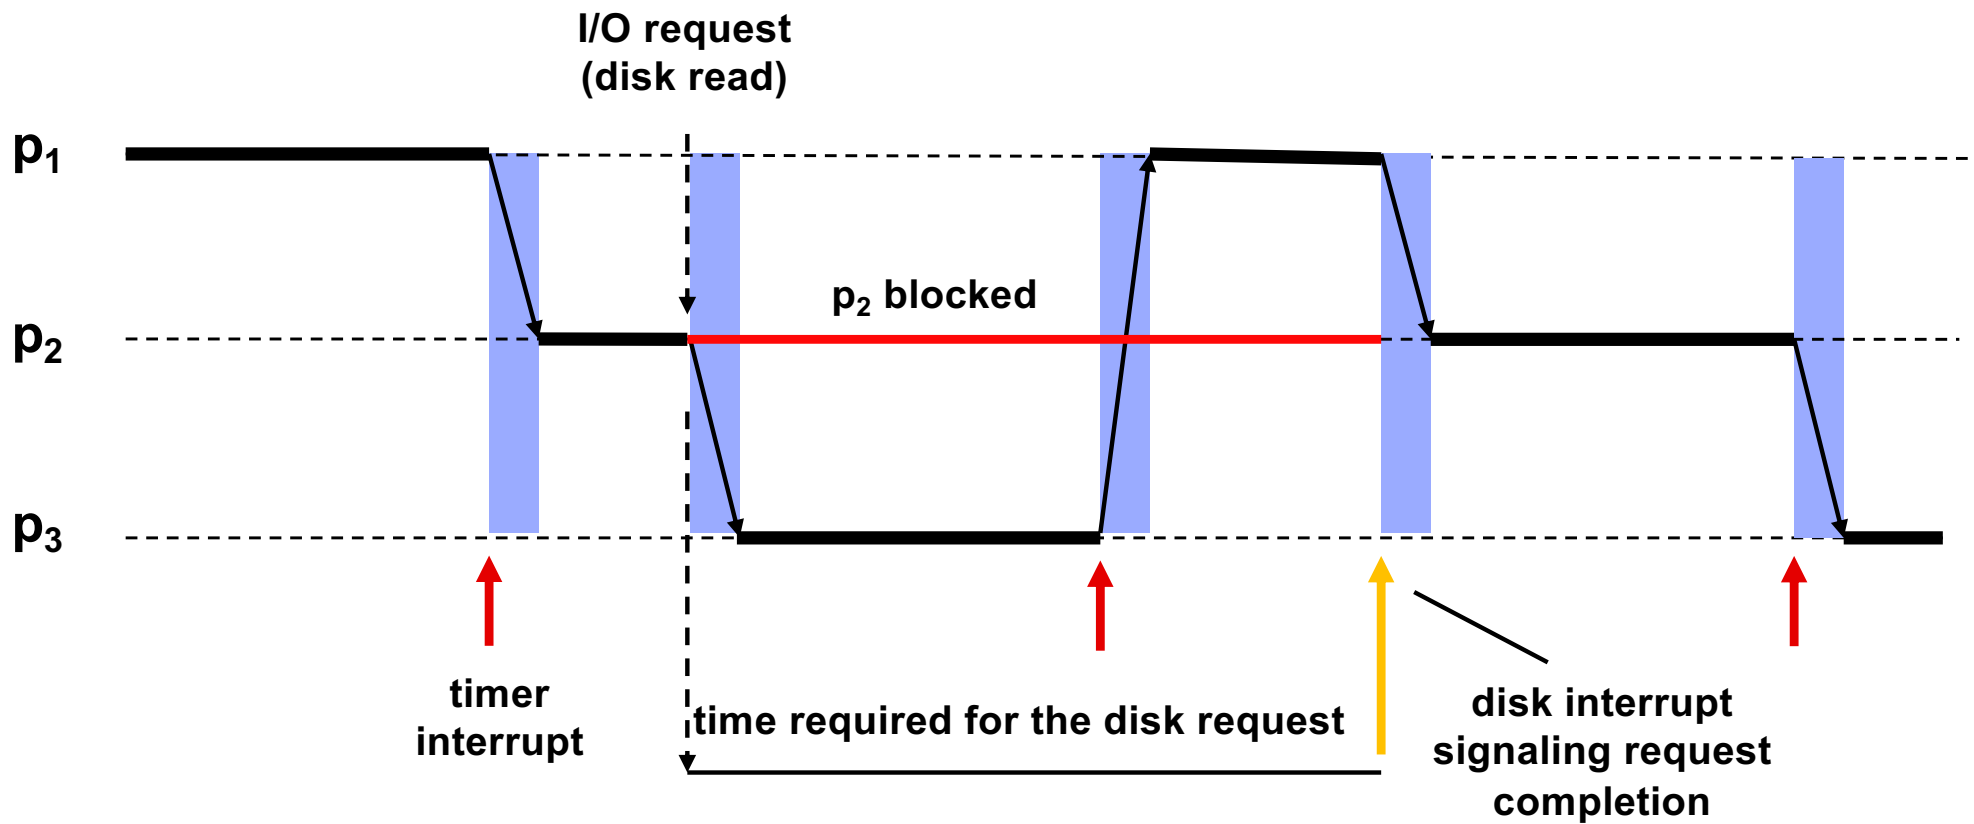 I/O request
(disk read)
p₁
p₂ blocked
p₂
p₃
timer
interrupt
time required for the disk request
disk interrupt
signaling request
completion